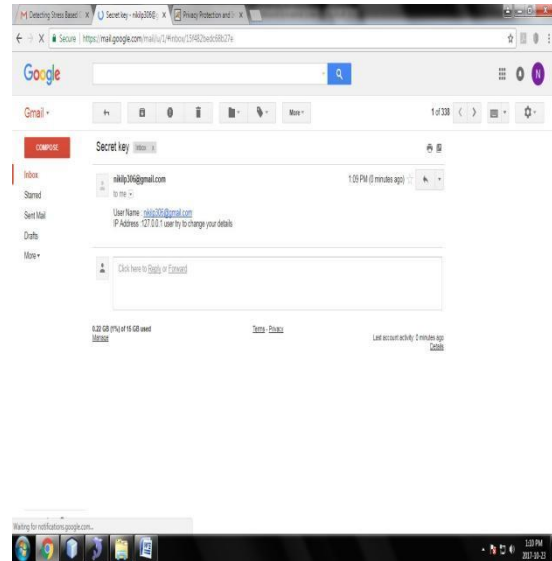 Detecting Stress Based
Secret key - nikilp306@
Privacy Protection and
Secure https://mail.google.com/mail/u/1/#inbox/15f482bedc66b27e
Google
0
N
Gmail
More
1 of 338
COMPOSE
Secret key Inbox x
Inbox
Starred
Sent Mail
Drafts
More
nikilp306@gmail.com
1:09 PM (0 minutes ago)
to me
User Name : nikilp306@gmail.com
IP Address :127.0.0.1 user try to change your details
Click here to Reply or Forward
0.22 GB (1%) of 15 GB used
Manage
Terms - Privacy
Last account activity: 0 minutes ago
Details
Waiting for notifications.google.com...
1:10 PM
2017-10-23